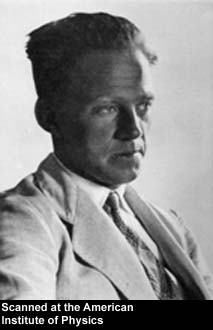 Scanned at the American
Institute of Physics